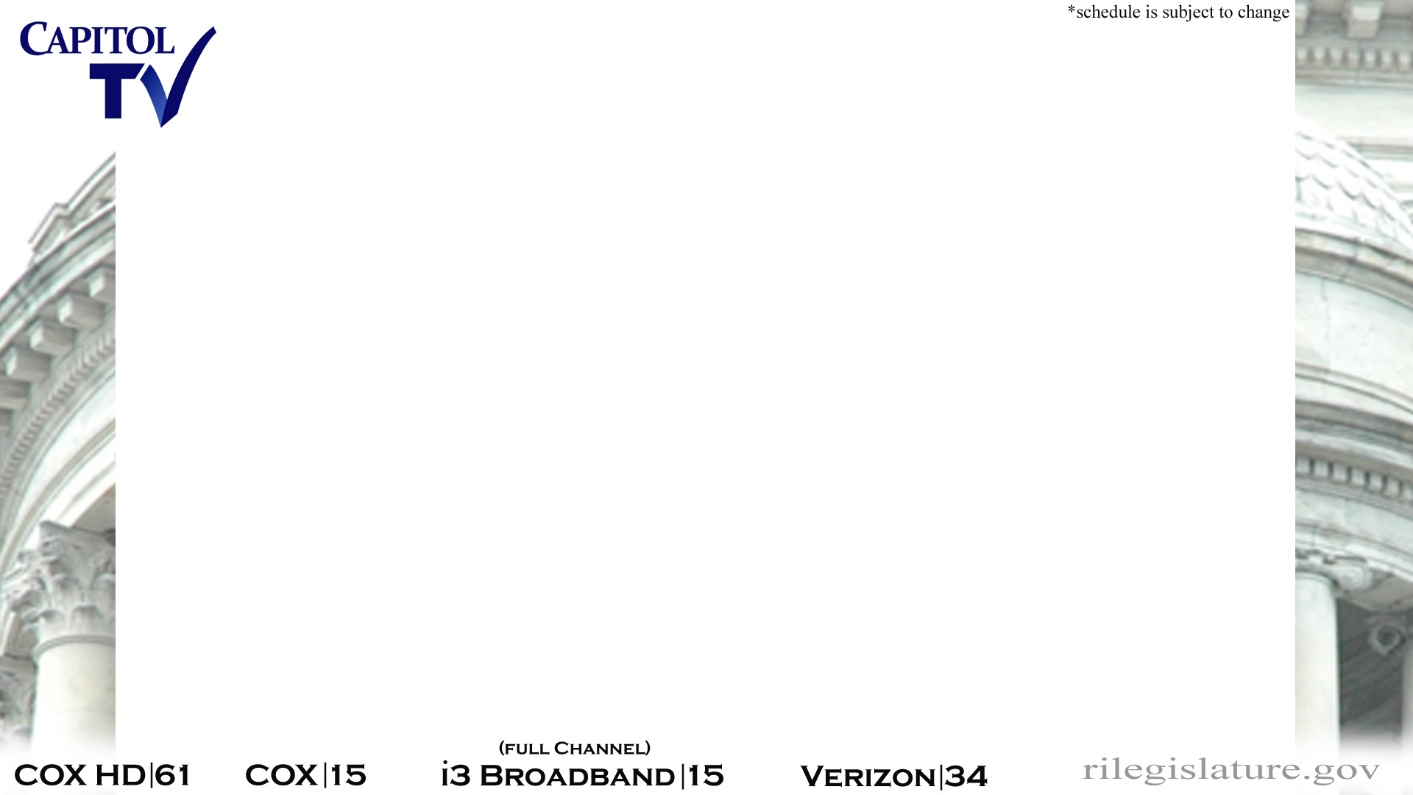 *schedule is subject to change
CAPITOL
TV
(FULL CHANNEL)
COX HD|61 COX|15 i3 BROADBAND|15 VERIZON|34 rilegislature.gov